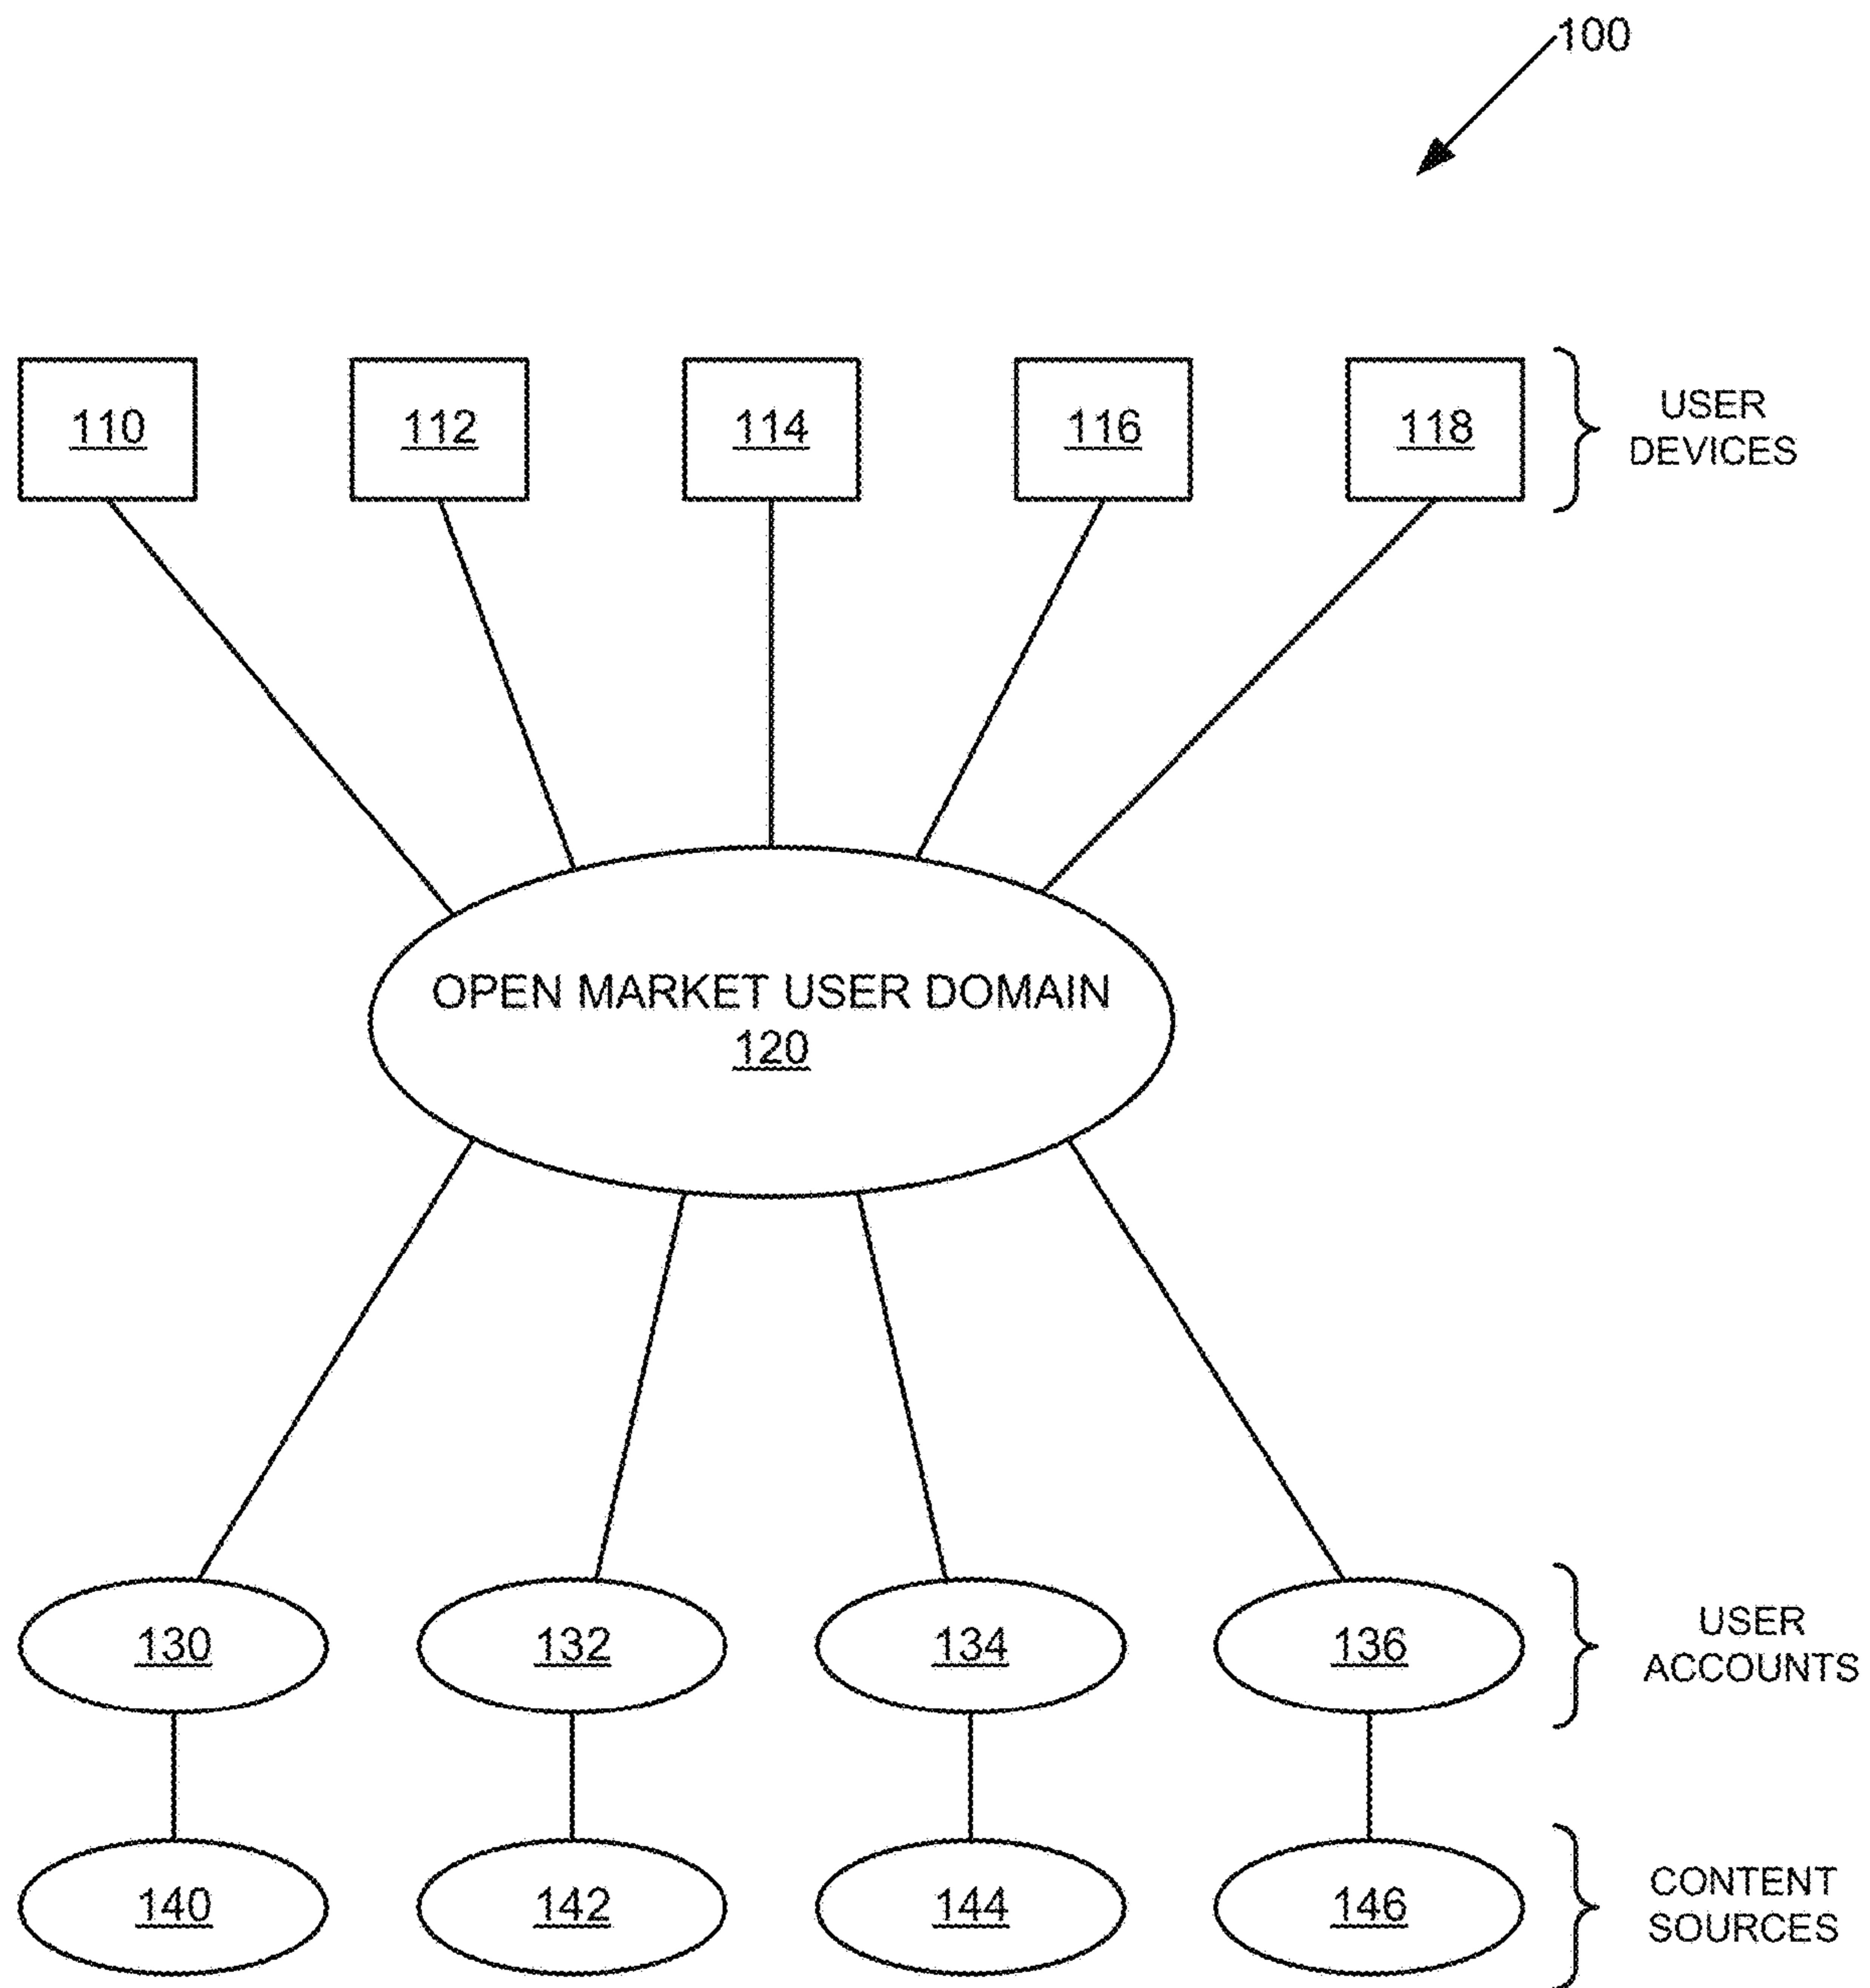 100
110
112
114
116
118
USER
DEVICES
OPEN MARKET USER DOMAIN
120
130
132
134
136
USER
ACCOUNTS
140
142
144
146
CONTENT
SOURCES